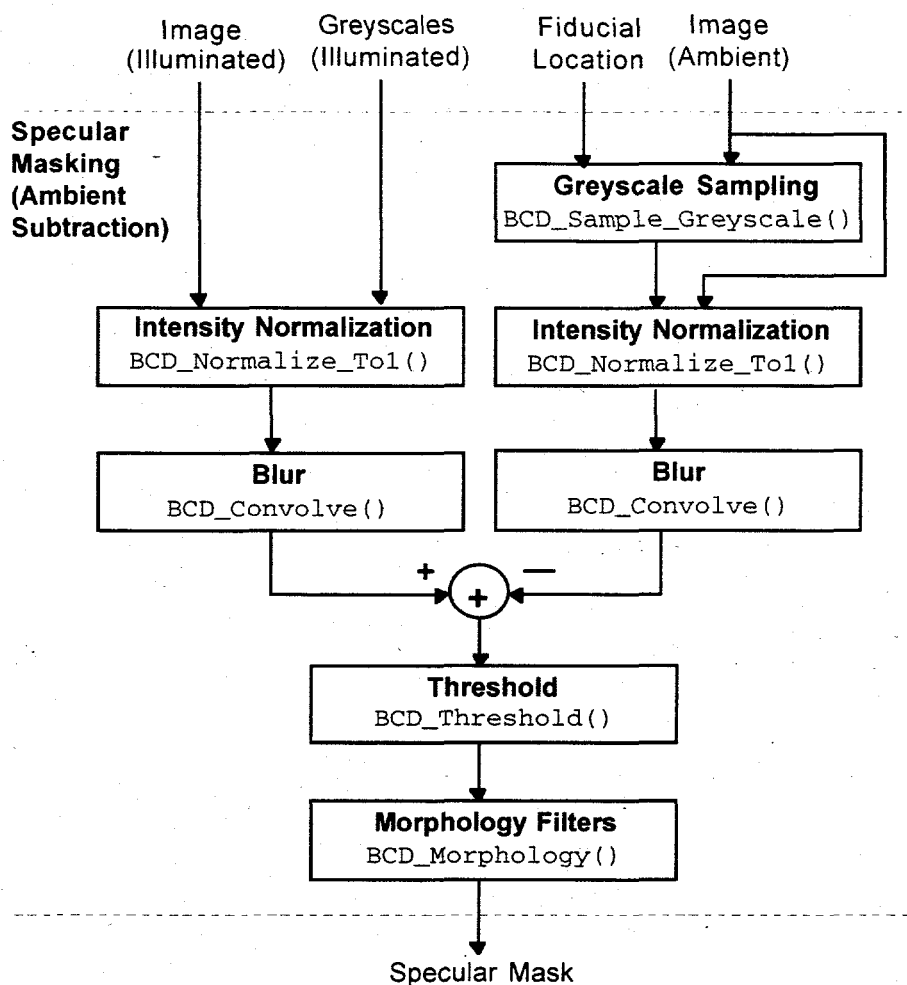 Image
(Illuminated)
Greyscales
(Illuminated)
Fiducial
Location
Image
(Ambient)
Specular
Masking
(Ambient
Subtraction)
Greyscale Sampling
BCD_Sample_Greyscale()
Intensity Normalization
BCD_Normalize_To1()
Intensity Normalization
BCD_Normalize_To1()
Blur
BCD_Convolve()
Blur
BCD_Convolve()
+ —
+
Threshold
BCD_Threshold()
Morphology Filters
BCD_Morphology()
Specular Mask